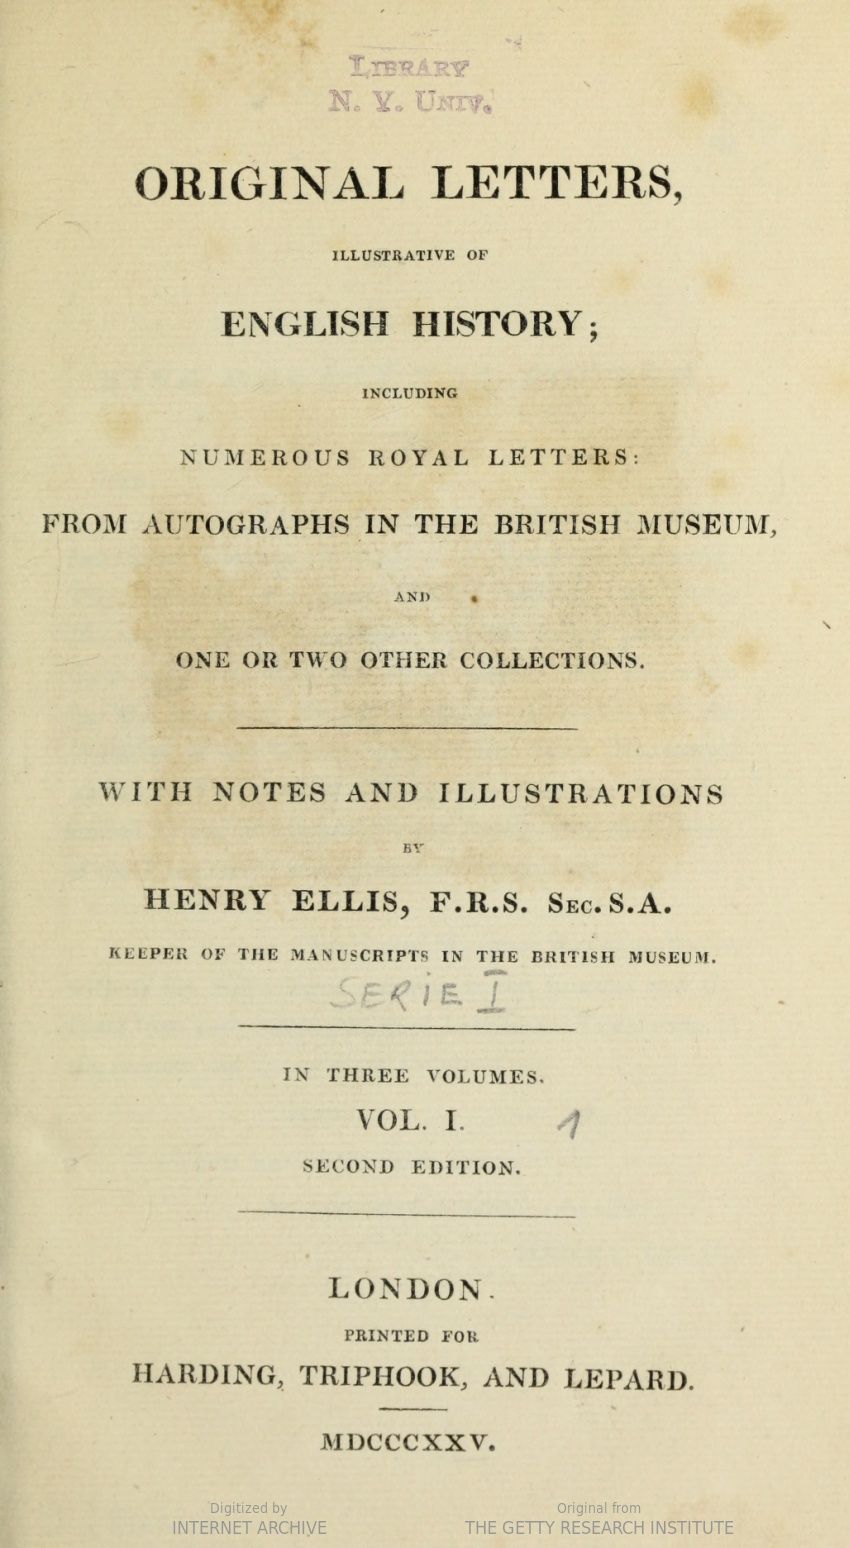 LIBRARY
N. Y. UNIV.
ORIGINAL LETTERS,
ILLUSTRATIVE OF
ENGLISH HISTORY;
INCLUDING
NUMEROUS ROYAL LETTERS:
FROM AUTOGRAPHS IN THE BRITISH MUSEUM,
AND
ONE OR TWO OTHER COLLECTIONS.
WITH NOTES AND ILLUSTRATIONS
BY
HENRY ELLIS, F.R.S. SEC. S.A.
KEEPER OF THE MANUSCRIPTS IN THE BRITISH MUSEUM.
SERIE I
IN THREE VOLUMES.
VOL. I. 1
SECOND EDITION.
LONDON.
PRINTED FOR
HARDING, TRIPHOOK, AND LEPARD.
MDCCCXXV.
Digitized by Original from
INTERNET ARCHIVE THE GETTY RESEARCH INSTITUTE